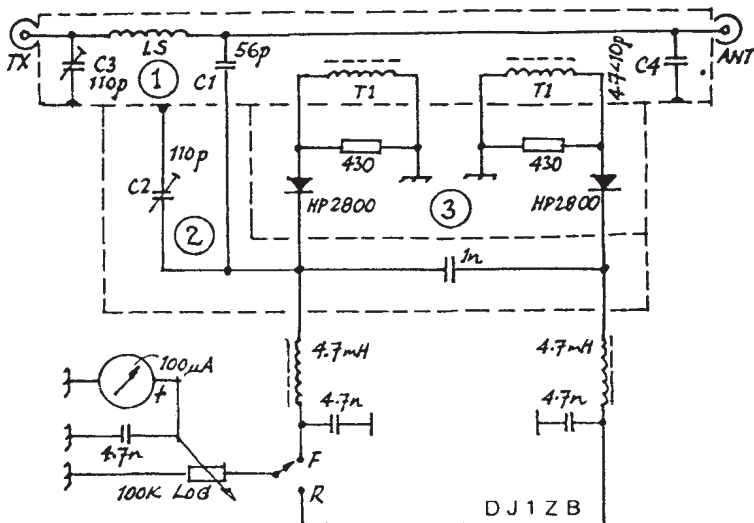 TX
C3
110p
LS
1
56p
C1
T1
T1
4.7-10p
C4
ANT
430
430
110p
C2
HP2800
HP2800
3
2
1n
4.7mH
4.7mH
100µA
+
4.7n
4.7n
4.7n
F
100K LOG
R
DJ1ZB